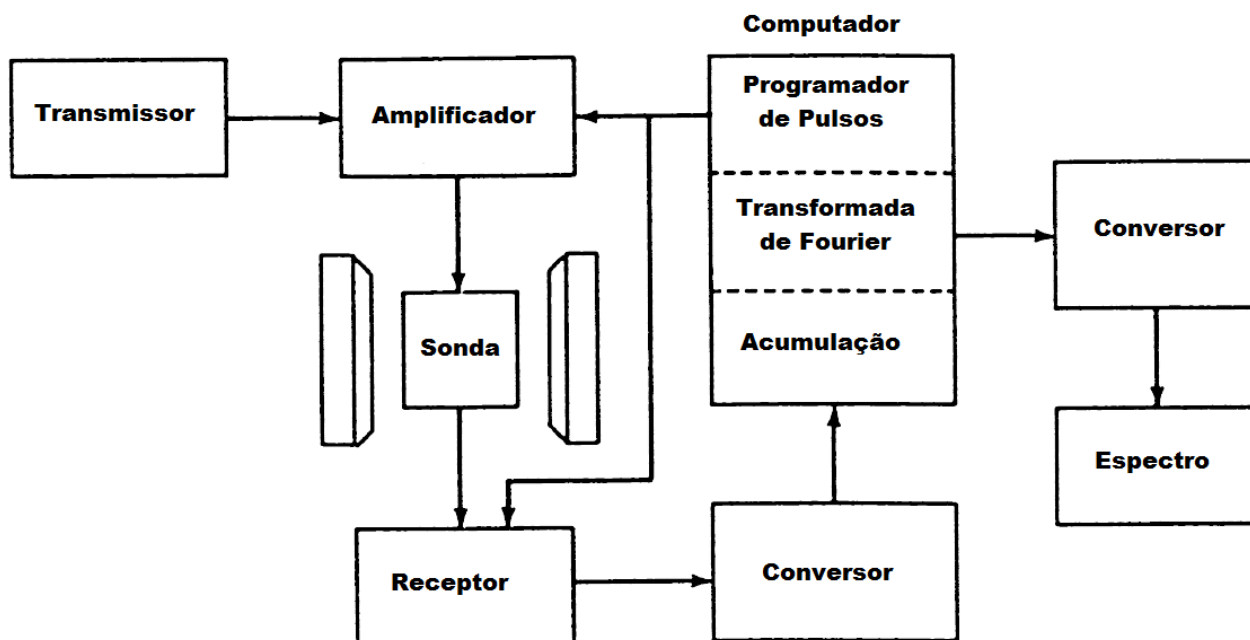 Computador
Transmissor
Amplificador
Programador
de Pulsos
Transformada
de Fourier
Conversor
Sonda
Acumulação
Espectro
Receptor
Conversor